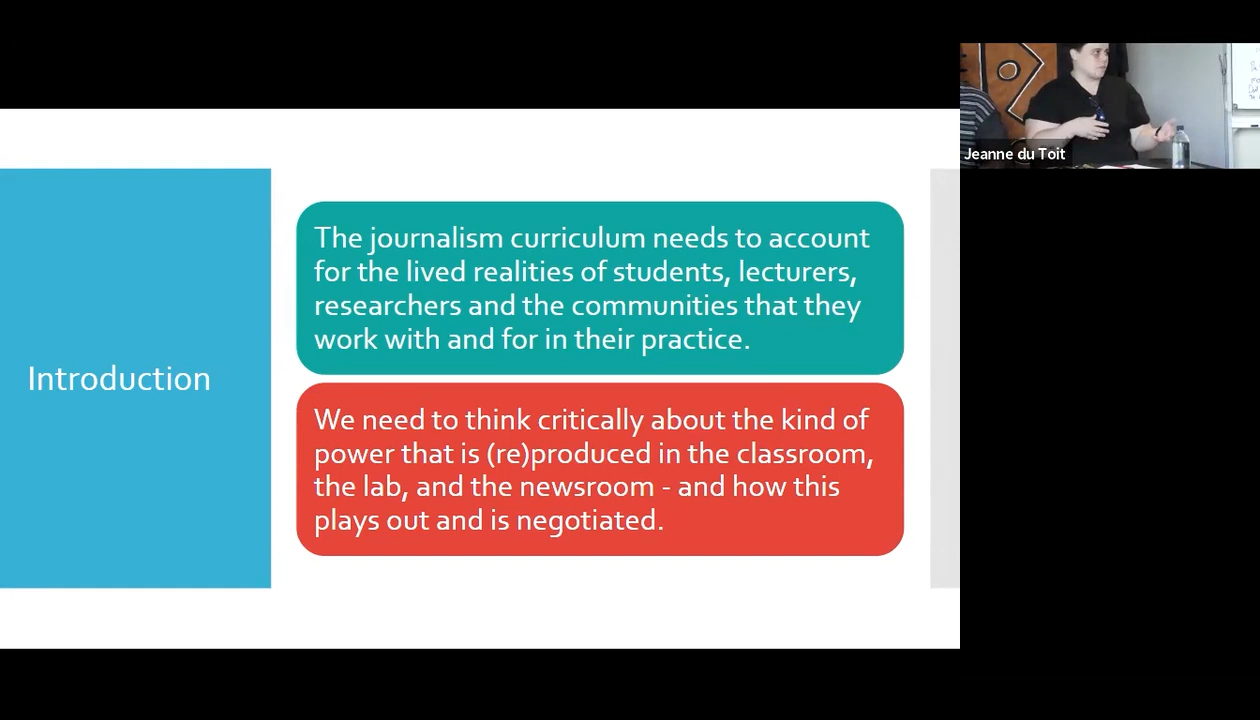 Introduction
The journalism curriculum needs to account
for the lived realities of students, lecturers,
researchers and the communities that they
work with and for in their practice.
We need to think critically about the kind of
power that is (re)produced in the classroom,
the lab, and the newsroom - and how this
plays out and is negotiated.
Jeanne du Toit